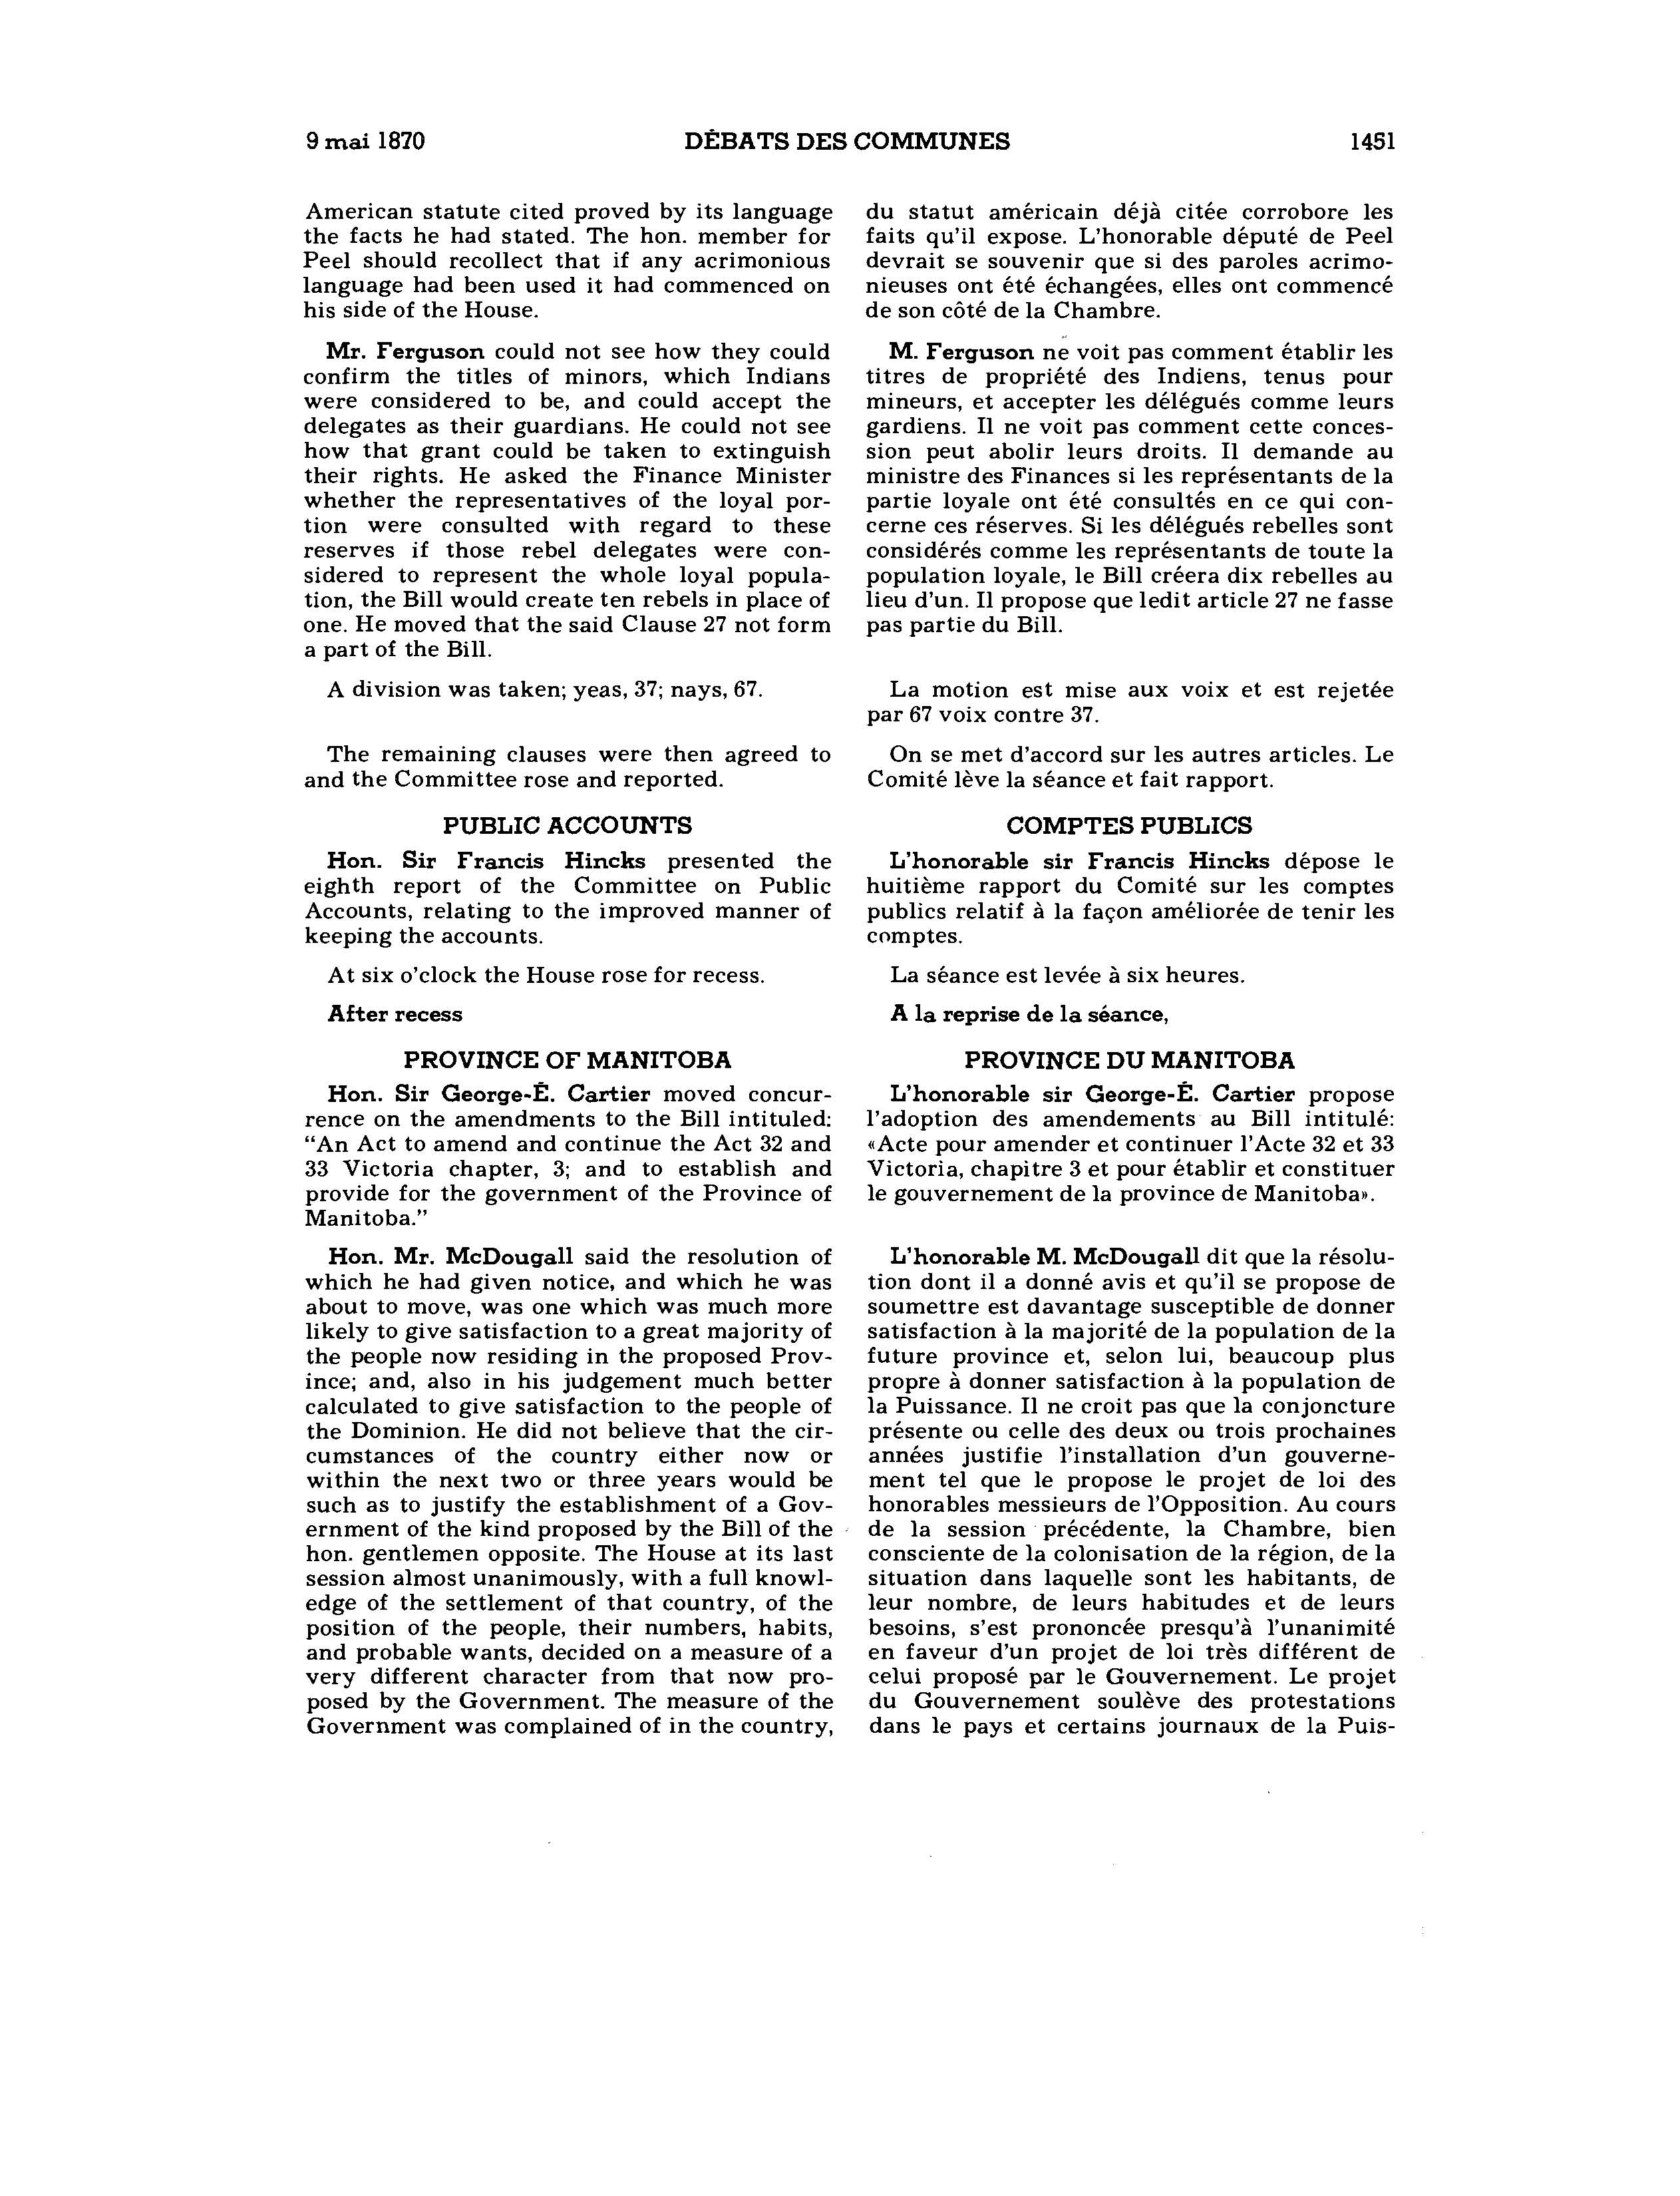 9 mai 1870 DÉBATS DES COMMUNES 1451
American statute cited proved by its language
the facts he had stated. The hon. member for
Peel should recollect that if any acrimonious
language had been used it had commenced on
his side of the House.
Mr. Ferguson could not see how they could
confirm the titles of minors, which Indians
were considered to be, and could accept the
delegates as their guardians. He could not see
how that grant could be taken to extinguish
their rights. He asked the Finance Minister
whether the representatives of the loyal por-
tion were consulted with regard to these
reserves if those rebel delegates were con-
sidered to represent the whole loyal popula-
tion, the Bill would create ten rebels in place of
one. He moved that the said Clause 27 not form
a part of the Bill.
A division was taken; yeas, 37; nays, 67.
The remaining clauses were then agreed to
and the Committee rose and reported.
PUBLIC ACCOUNTS
Hon. Sir Francis Hincks presented the
eighth report of the Committee on Public
Accounts, relating to the improved manner of
keeping the accounts.
At six o'clock the House rose for recess.
After recess
PROVINCE OF MANITOBA
Hon. Sir George-É. Cartier moved concur-
rence on the amendments to the Bill intituled:
“An Act to amend and continue the Act 32 and
33 Victoria chapter, 3; and to establish and
provide for the government of the Province of
Manitoba.”
Hon. Mr. McDougall said the resolution of
which he had given notice, and which he was
about to move, was one which was much more
likely to give satisfaction to a great majority of
the people now residing in the proposed Prov-
ince; and, also in his judgement much better
calculated to give satisfaction to the people of
the Dominion. He did not believe that the cir-
cumstances of the country either now or
within the next two or three years would be
such as to justify the establishment of a Gov-
ernment of the kind proposed by the Bill of the
hon. gentlemen opposite. The House at its last
session almost unanimously, with a full knowl-
edge of the settlement of that country, of the
position of the people, their numbers, habits,
and probable wants, decided on a measure of a
very different character from that now pro-
posed by the Government. The measure of the
Government was complained of in the country,
du statut américain déjà citée corrobore les
faits qu'il expose. L'honorable député de Peel
devrait se souvenir que si des paroles acrimo-
nieuses ont été échangées, elles ont commencé
de son côté de la Chambre.
M. Ferguson ne voit pas comment établir les
titres de propriété des Indiens, tenus pour
mineurs, et accepter les délégués comme leurs
gardiens. Il ne voit pas comment cette conces-
sion peut abolir leurs droits. Il demande au
ministre des Finances si les représentants de la
partie loyale ont été consultés en ce qui con-
cerne ces réserves. Si les délégués rebelles sont
considérés comme les représentants de toute la
population loyale, le Bill créera dix rebelles au
lieu d'un. Il propose que ledit article 27 ne fasse
pas partie du Bill.
La motion est mise aux voix et est rejetée
par 67 voix contre 37.
On se met d'accord sur les autres articles. Le
Comité lève la séance et fait rapport.
COMPTES PUBLICS
L'honorable sir Francis Hincks dépose le
huitième rapport du Comité sur les comptes
publics relatif à la façon améliorée de tenir les
comptes.
La séance est levée à six heures.
A la reprise de la séance,
PROVINCE DU MANITOBA
L'honorable sir George-É. Cartier propose
l'adoption des amendements au Bill intitulé:
«Acte pour amender et continuer l'Acte 32 et 33
Victoria, chapitre 3 et pour établir et constituer
le gouvernement de la province de Manitoba».
L'honorable M. McDougall dit que la résolu-
tion dont il a donné avis et qu'il se propose de
soumettre est davantage susceptible de donner
satisfaction à la majorité de la population de la
future province et, selon lui, beaucoup plus
propre à donner satisfaction à la population de
la Puissance. Il ne croit pas que la conjoncture
présente ou celle des deux ou trois prochaines
années justifie l'installation d'un gouverne-
ment tel que le propose le projet de loi des
honorables messieurs de l'Opposition. Au cours
de la session précédente, la Chambre, bien
consciente de la colonisation de la région, de la
situation dans laquelle sont les habitants, de
leur nombre, de leurs habitudes et de leurs
besoins, s'est prononcée presqu'à l'unanimité
en faveur d'un projet de loi très différent de
celui proposé par le Gouvernement. Le projet
du Gouvernement soulève des protestations
dans le pays et certains journaux de la Puis-